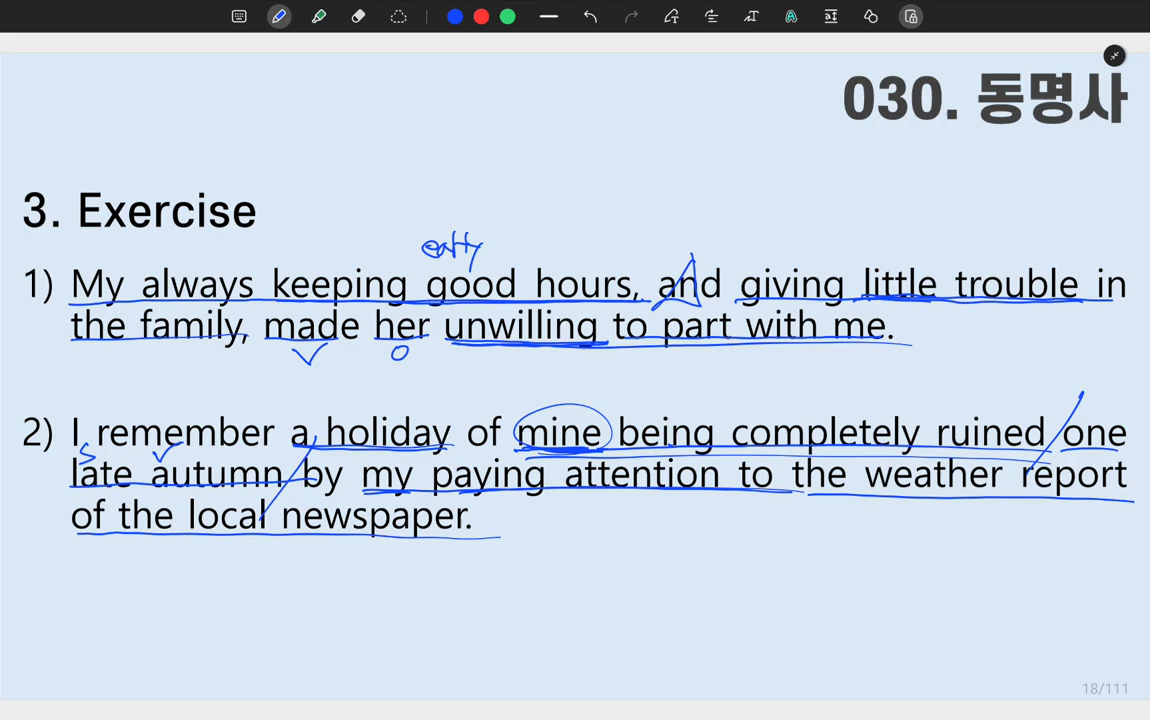 030. 동명사
3. Exercise
early
1) My always keeping good hours, and giving little trouble in
the family, made her unwilling to part with me.
V
O
2) I remember a holiday of mine being completely ruined one
S
V
late autumn by my paying attention to the weather report
of the local newspaper.
18/111